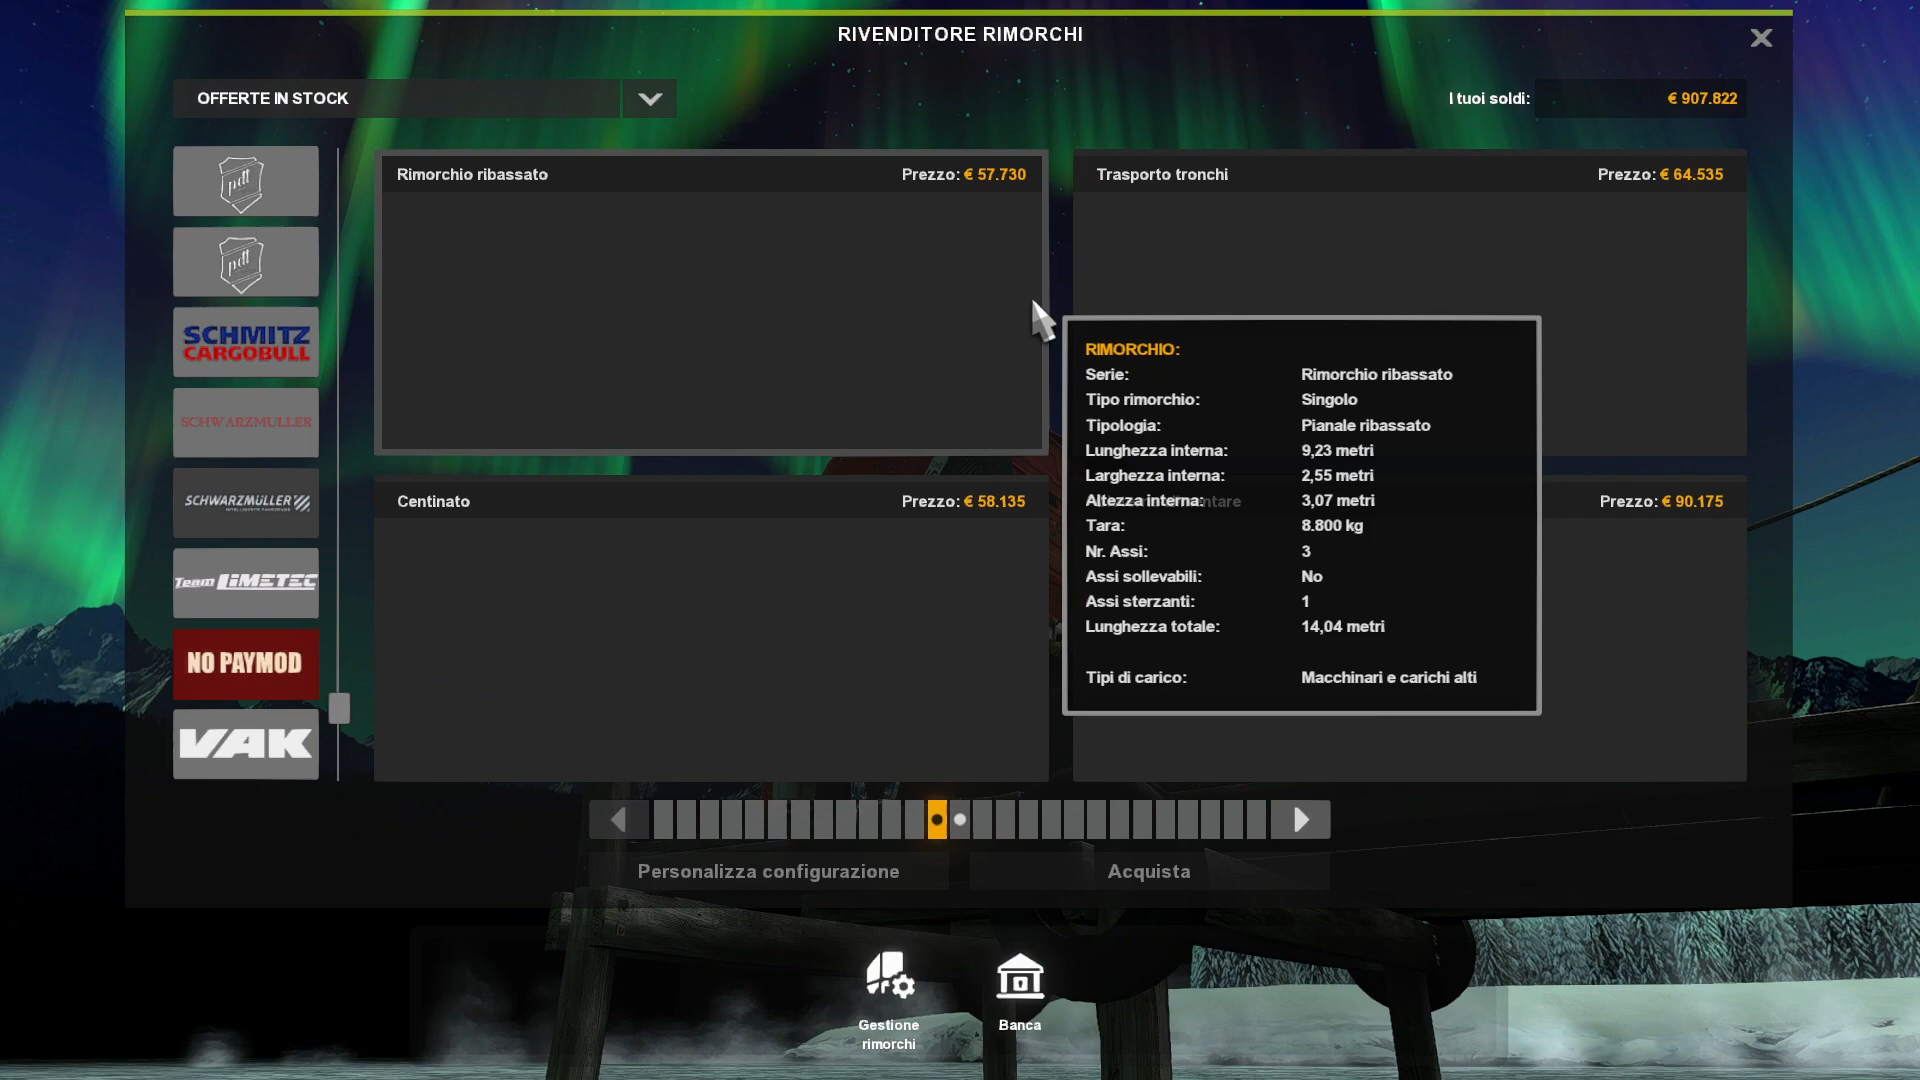 RIVENDITORE RIMORCHI
OFFERTE IN STOCK
I tuoi soldi: € 907.822
pdt
pdt
SCHMITZ
CARGOBULL
SCHWARZMULLER
SCHWARZMÜLLER
Team LIMETEC
NO PAYMOD
VAK
Rimorchio ribassato
Prezzo: € 57.730
Trasporto tronchi
Prezzo: € 64.535
Centinato
Prezzo: € 58.135
Prezzo: € 90.175
RIMORCHIO:
Serie: Rimorchio ribassato
Tipo rimorchio: Singolo
Tipologia: Pianale ribassato
Lunghezza interna: 9,23 metri
Larghezza interna: 2,55 metri
Altezza interna: 3,07 metri
Tara: 8.800 kg
Nr. Assi: 3
Assi sollevabili: No
Assi sterzanti: 1
Lunghezza totale: 14,04 metri
Tipi di carico: Macchinari e carichi alti
Personalizza configurazione
Acquista
Gestione
rimorchi
Banca